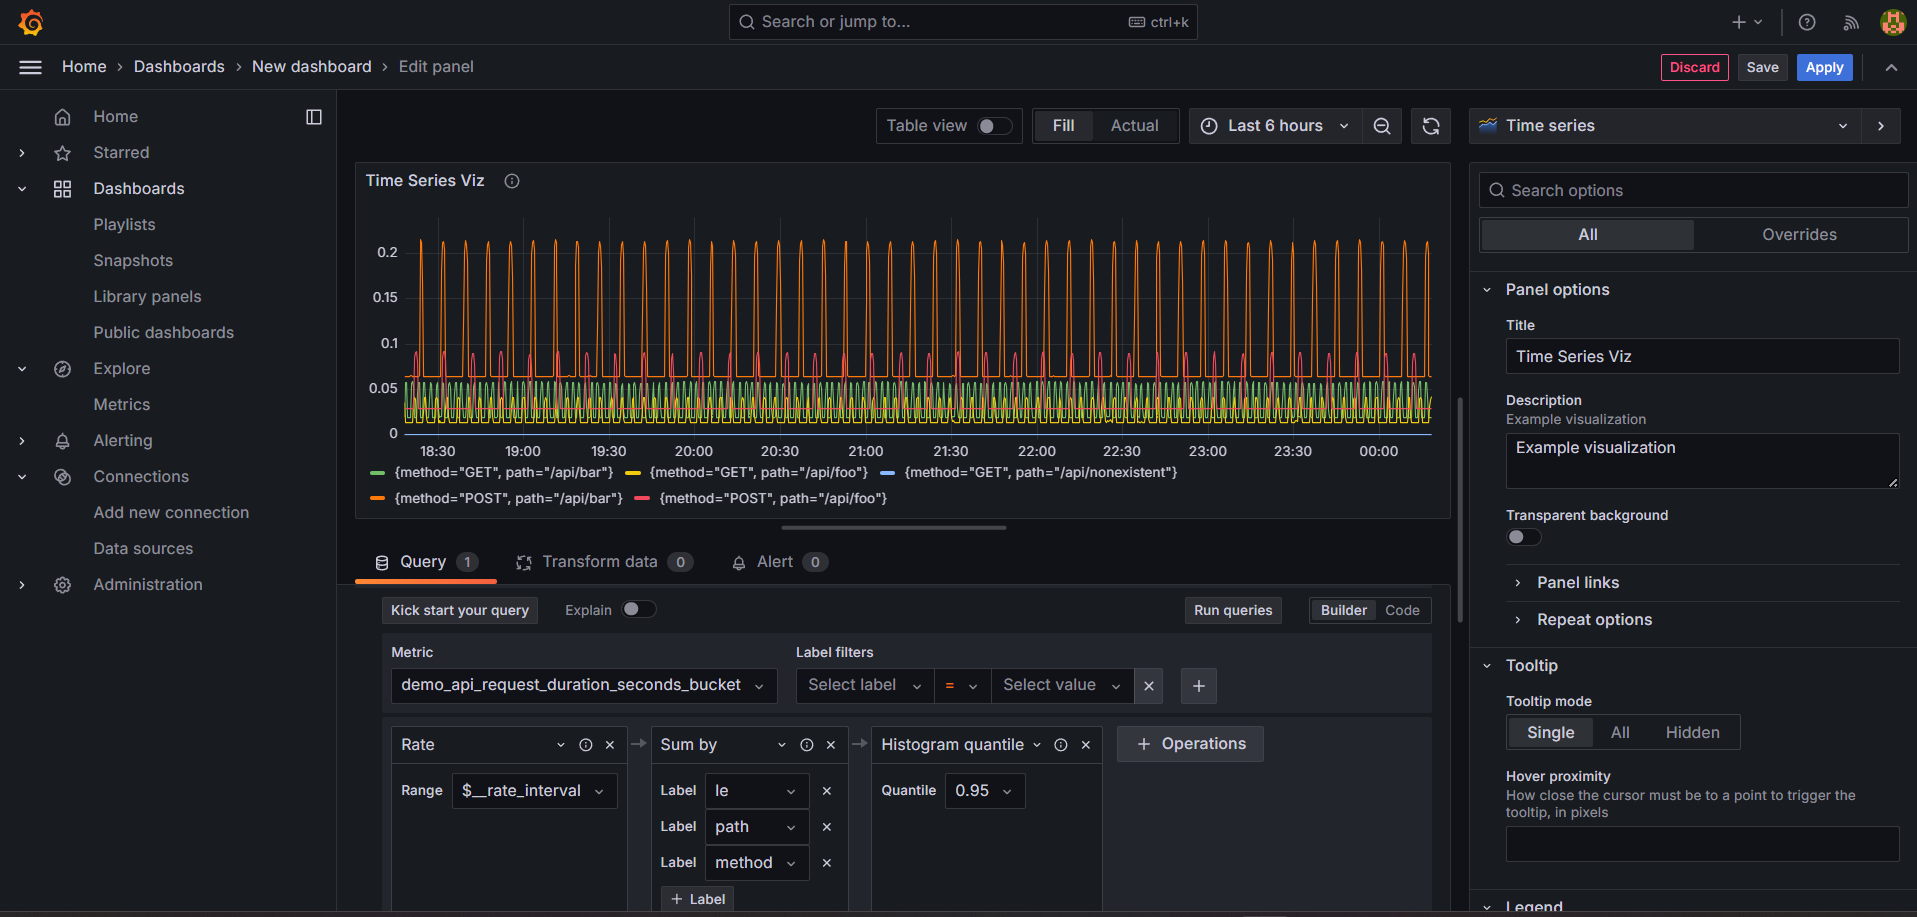 Search or jump to... ctrl+k
Home › Dashboards › New dashboard › Edit panel
Discard Save Apply
Home
Starred
Dashboards
Playlists
Snapshots
Library panels
Public dashboards
Explore
Metrics
Alerting
Connections
Add new connection
Data sources
Administration
Table view Fill Actual Last 6 hours
Time Series Viz
0.2
0.15
0.1
0.05
0
18:30 19:00 19:30 20:00 20:30 21:00 21:30 22:00 22:30 23:00 23:30 00:00
{method="GET", path="/api/bar"} {method="GET", path="/api/foo"} {method="GET", path="/api/nonexistent"}
{method="POST", path="/api/bar"} {method="POST", path="/api/foo"}
Query 1 Transform data 0 Alert 0
Kick start your query Explain Run queries Builder Code
Metric Label filters
demo_api_request_duration_seconds_bucket Select label = Select value
Rate Sum by Histogram quantile + Operations
Range $__rate_interval Label le Quantile 0.95
Label path
Label method
+ Label
Time series
Search options
All Overrides
Panel options
Title
Time Series Viz
Description
Example visualization
Example visualization
Transparent background
Panel links
Repeat options
Tooltip
Tooltip mode
Single All Hidden
Hover proximity
How close the cursor must be to a point to trigger the
tooltip, in pixels
Legend